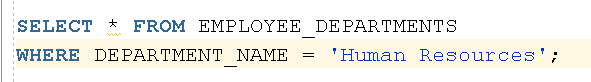 SELECT * FROM EMPLOYEE_DEPARTMENTS
WHERE DEPARTMENT_NAME = 'Human Resources';